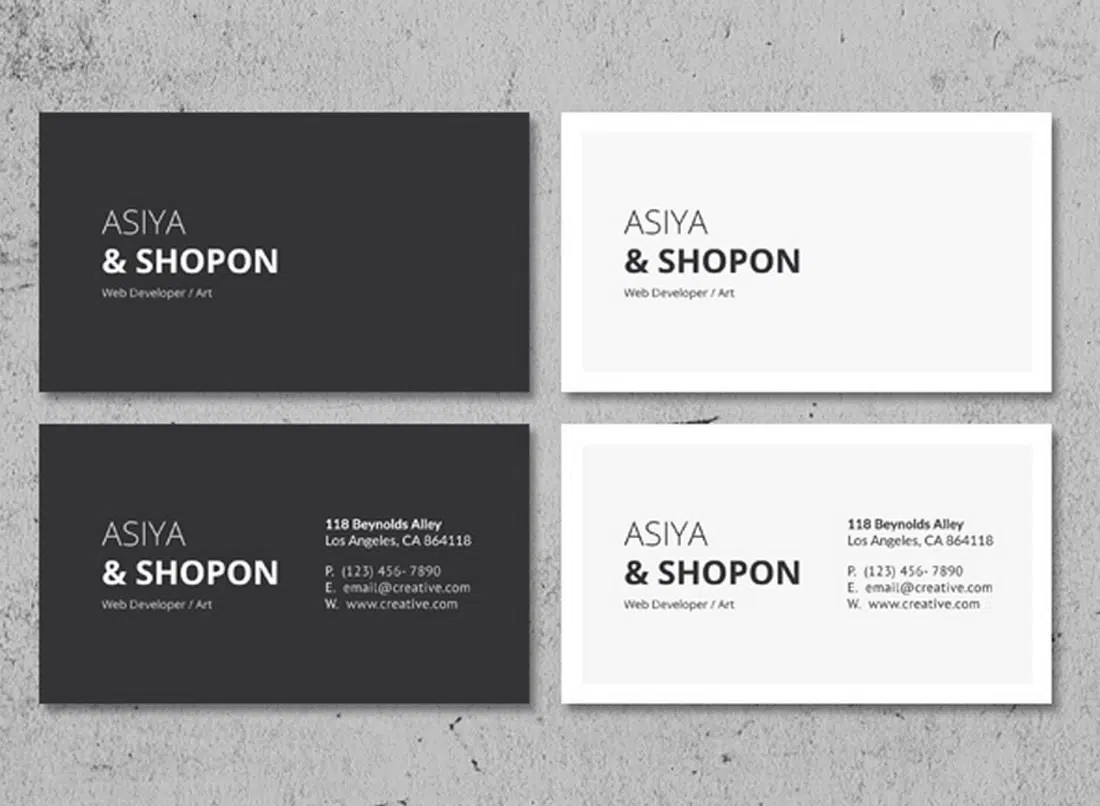 ASIYA
& SHOPON
Web Developer / Art
ASIYA
& SHOPON
Web Developer / Art
ASIYA
& SHOPON
Web Developer / Art
118 Beynolds Alley
Los Angeles, CA 864118
P. (123) 456- 7890
E. email@creative.com
W. www.creative.com
ASIYA
& SHOPON
Web Developer / Art
118 Beynolds Alley
Los Angeles, CA 864118
P. (123) 456- 7890
E. email@creative.com
W. www.creative.com